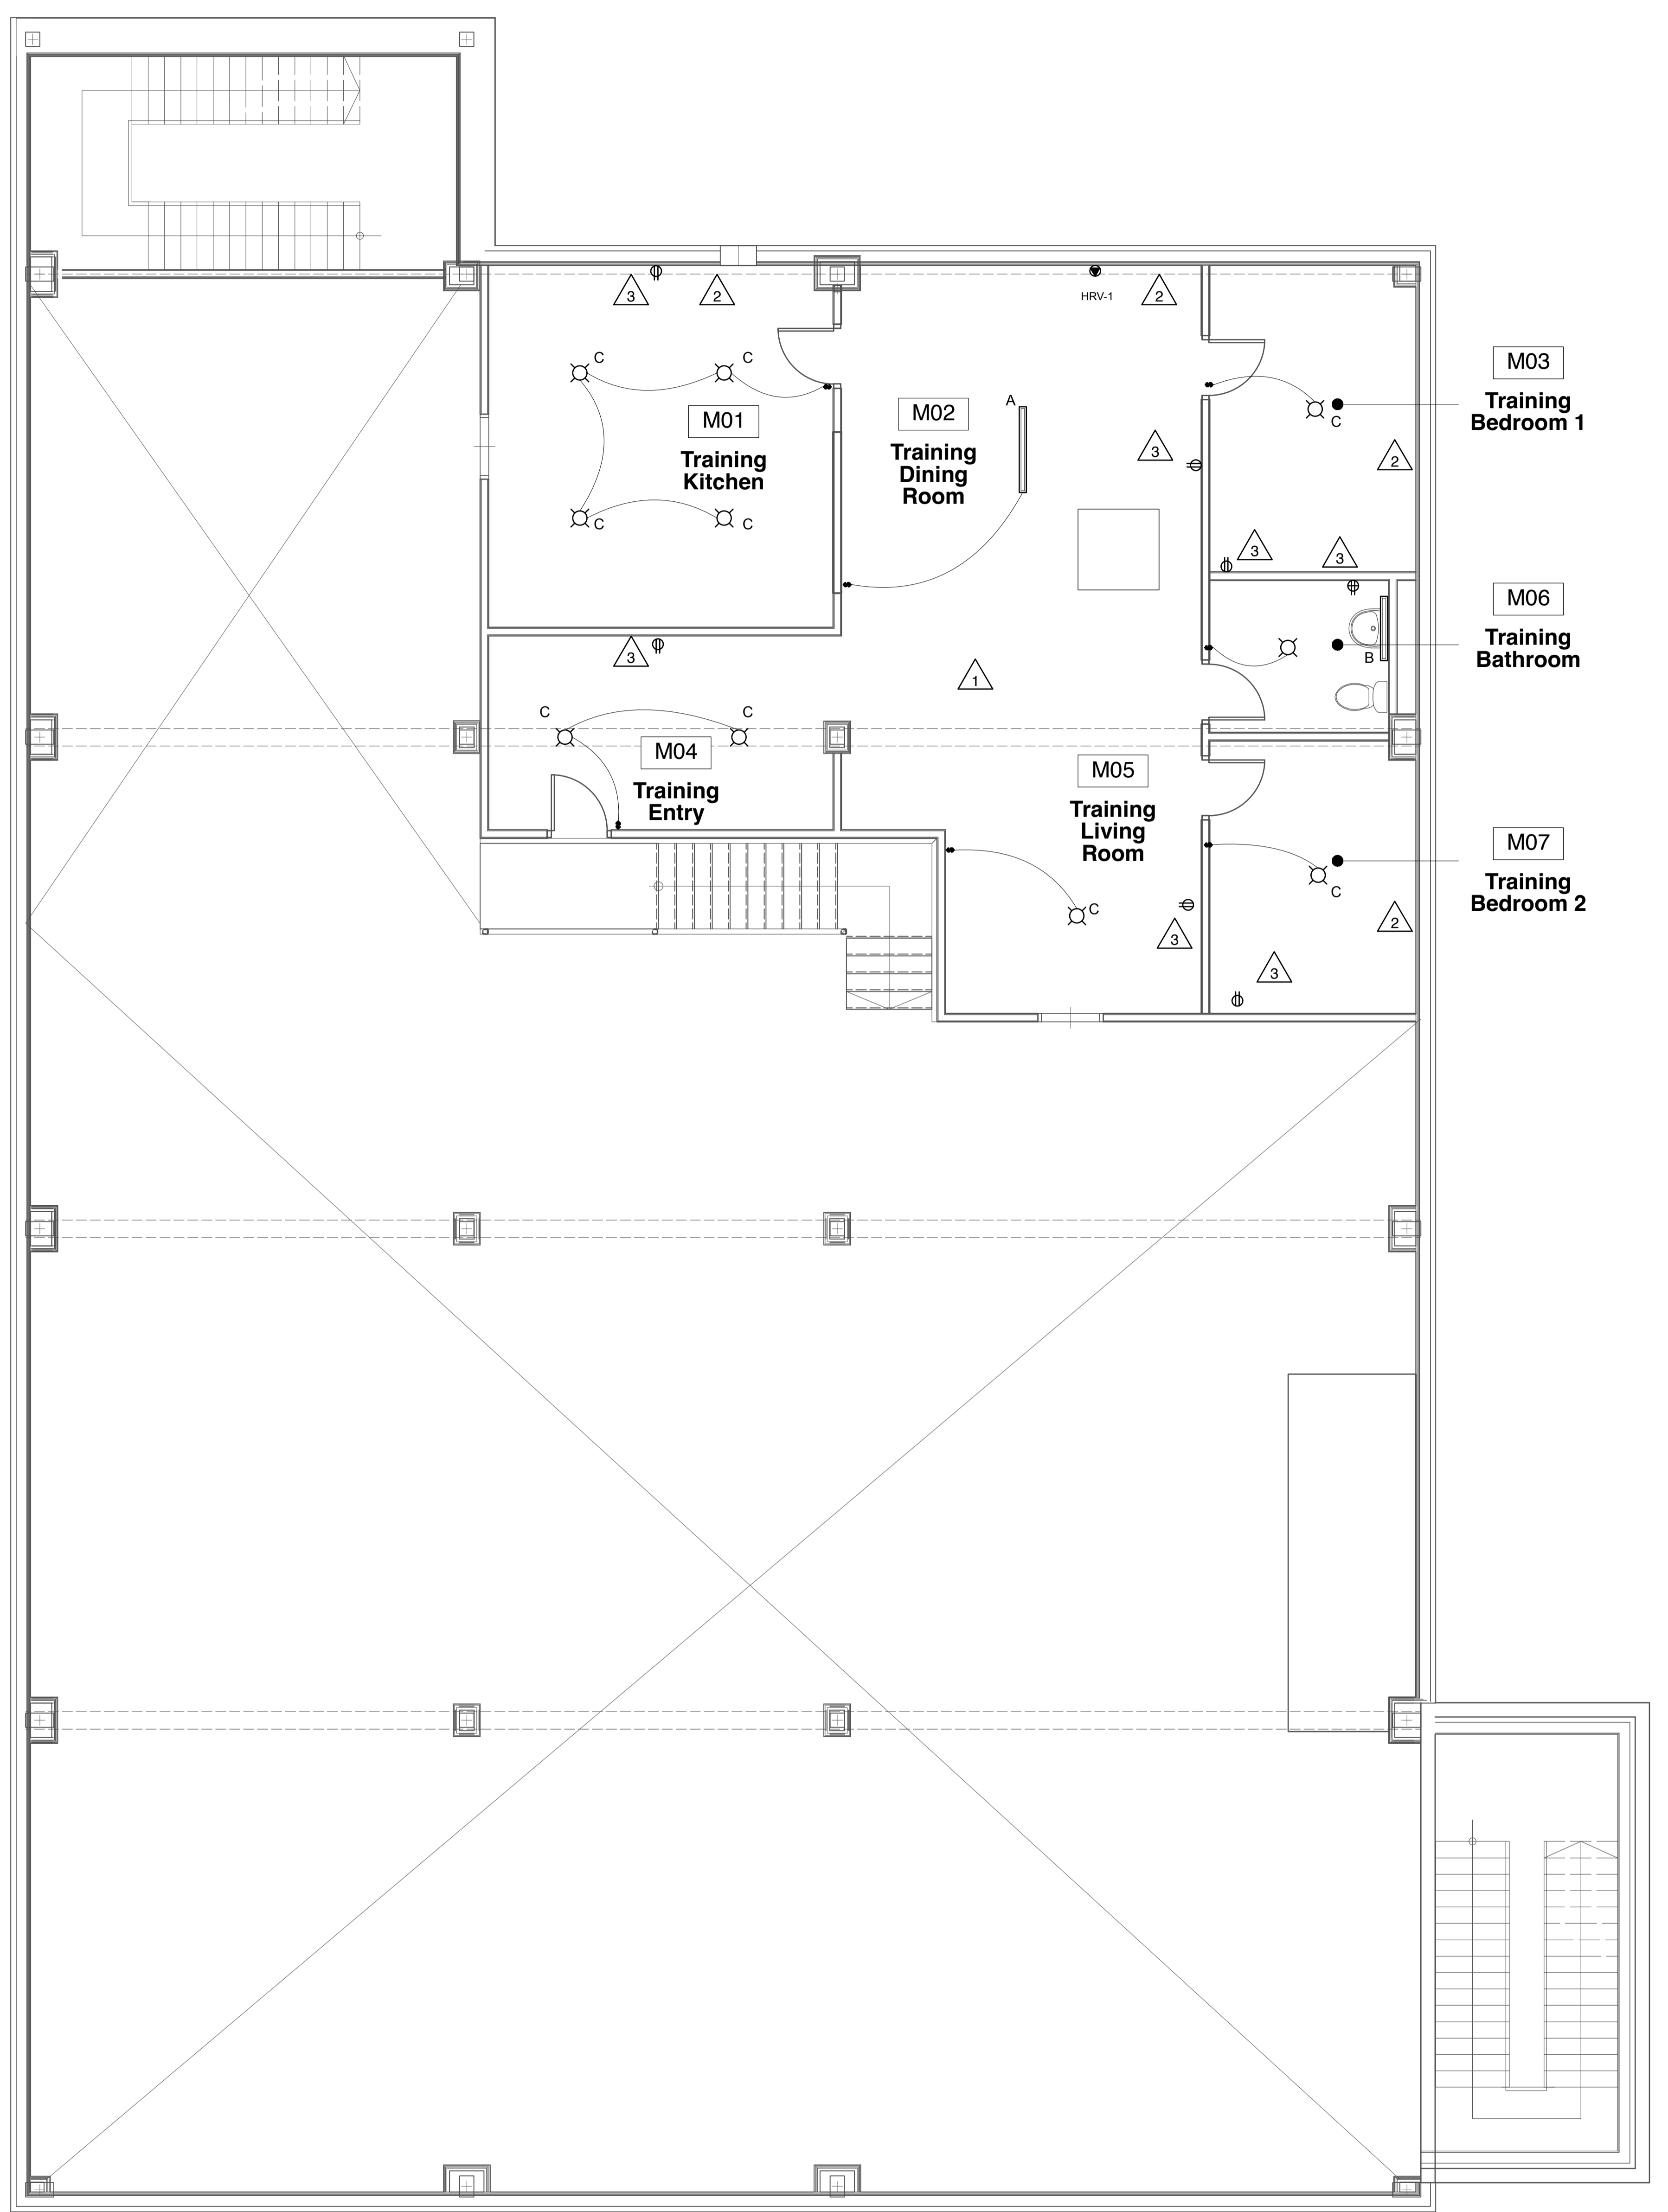 3
2
HRV-1
2
C
C
M01
Training
Kitchen
C
C
M02
Training
Dining
Room
A
3
C
2
3
3
M03
Training
Bedroom 1
M06
Training
Bathroom
B
3
1
C
C
M04
Training
Entry
M05
Training
Living
Room
C
3
C
2
3
M07
Training
Bedroom 2